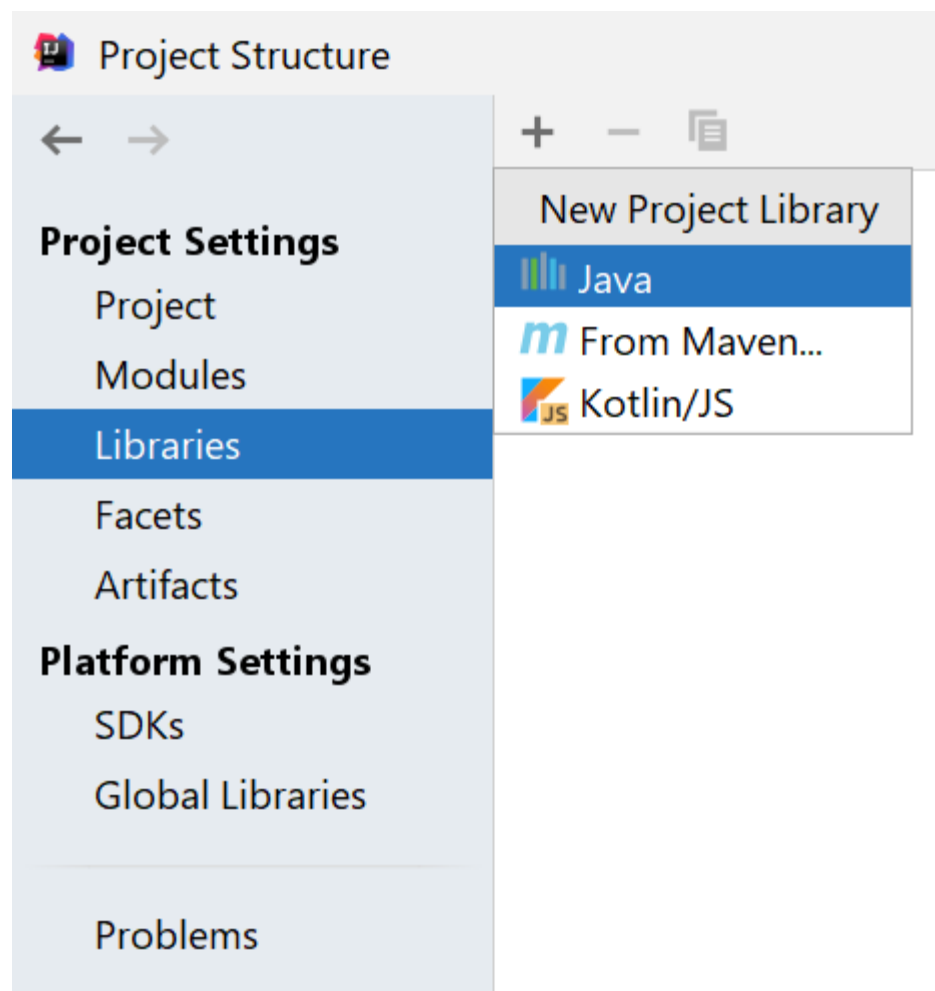 Project Structure
Project Settings
Project
Modules
Libraries
Facets
Artifacts
Platform Settings
SDKs
Global Libraries
Problems
New Project Library
Java
m From Maven...
JS Kotlin/JS